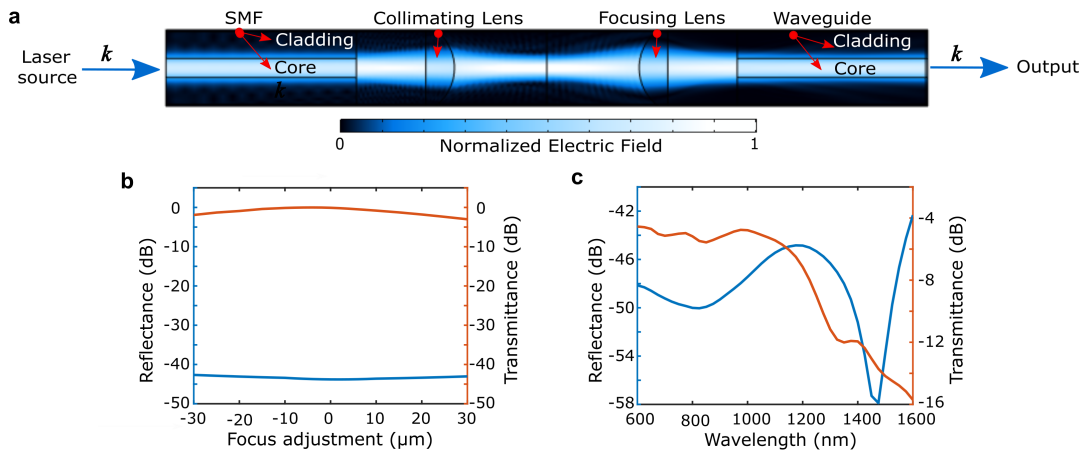 a
SMF
Collimating Lens
Focusing Lens
Waveguide
Cladding
Cladding
Laser
source
k
Core
k
Core
k
Output
0
Normalized Electric Field
1
b
0
-10
-20
-30
-40
-50
Reflectance (dB)
0
-10
-20
-30
-40
-50
Transmittance (dB)
-30 -20 -10 0 10 20 30
Focus adjustment (µm)
c
-42
-46
-50
-54
-58
Reflectance (dB)
-4
-8
-12
-16
Transmittance (dB)
600 800 1000 1200 1400 1600
Wavelength (nm)